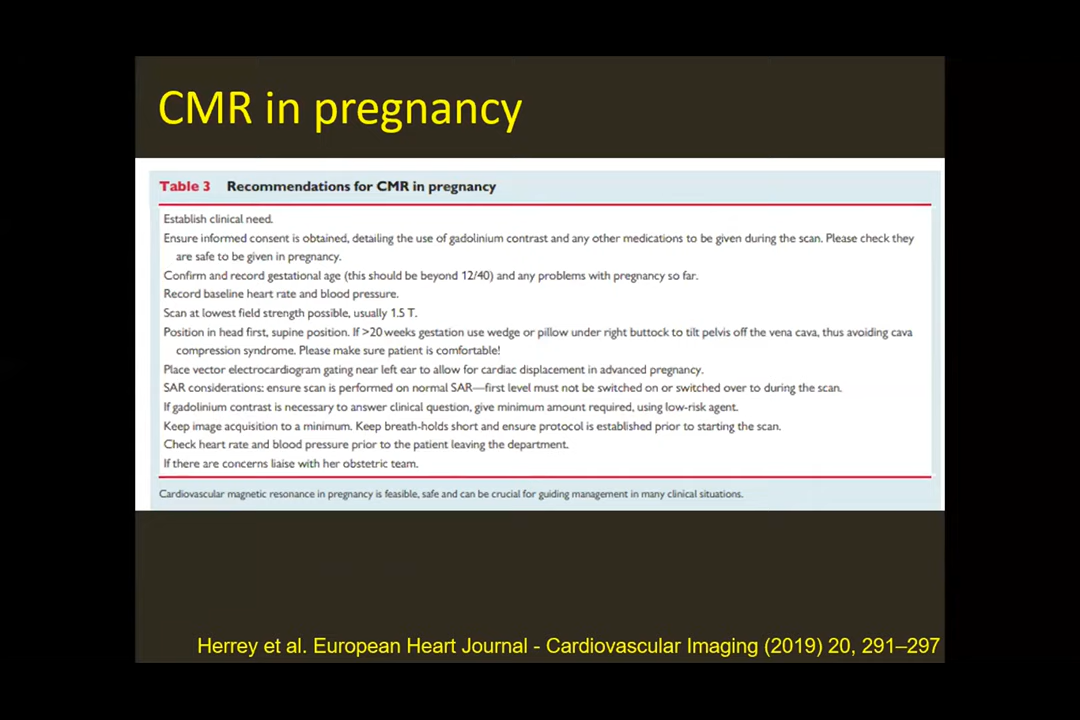 CMR in pregnancy
Table 3 Recommendations for CMR in pregnancy
Establish clinical need.
Ensure informed consent is obtained, detailing the use of gadolinium contrast and any other medications to be given during the scan. Please check they
are safe to be given in pregnancy.
Confirm and record gestational age (this should be beyond 12/40) and any problems with pregnancy so far.
Record baseline heart rate and blood pressure.
Scan at lowest field strength possible, usually 1.5 T.
Position in head first, supine position. If >20 weeks gestation use wedge or pillow under right buttock to tilt pelvis off the vena cava, thus avoiding cava
compression syndrome. Please make sure patient is comfortable!
Place vector electrocardiogram gating near left ear to allow for cardiac displacement in advanced pregnancy.
SAR considerations: ensure scan is performed on normal SAR—first level must not be switched on or switched over to during the scan.
If gadolinium contrast is necessary to answer clinical question, give minimum amount required, using low-risk agent.
Keep image acquisition to a minimum. Keep breath-holds short and ensure protocol is established prior to starting the scan.
Check heart rate and blood pressure prior to the patient leaving the department.
If there are concerns liaise with her obstetric team.
Cardiovascular magnetic resonance in pregnancy is feasible, safe and can be crucial for guiding management in many clinical situations.
Herrey et al. European Heart Journal - Cardiovascular Imaging (2019) 20, 291–297